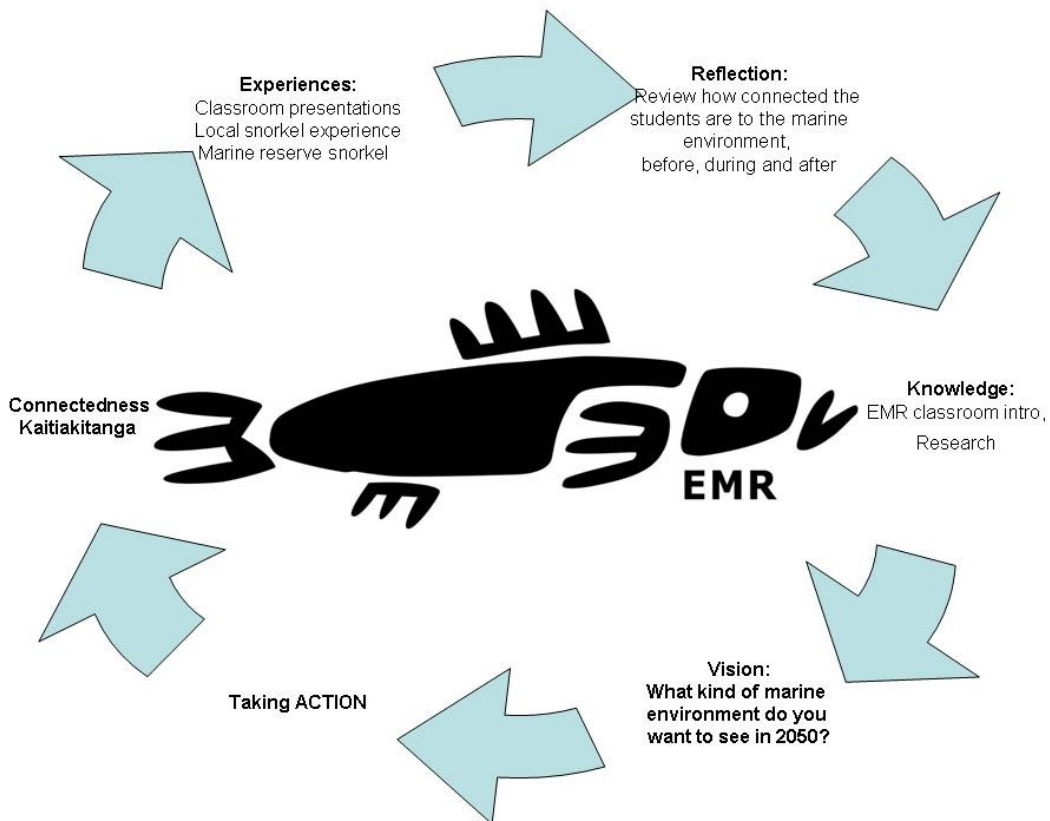 Experiences:
Classroom presentations
Local snorkel experience
Marine reserve snorkel
Reflection:
Review how connected the
students are to the marine
environment,
before, during and after
Knowledge:
EMR classroom intro,
Research
Vision:
What kind of marine
environment do you
want to see in 2050?
Taking ACTION
Connectedness
Kaitiakitanga
EMR